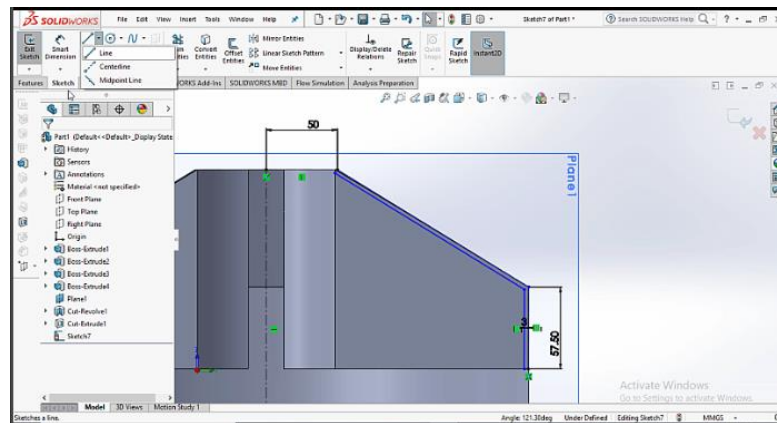 SOLIDWORKS File Edit View Insert Tools Window Help Sketch7 of Part1 * Search SOLIDWORKS Help
Exit Sketch
Smart Dimension
Convert Entities
Offset Entities
Mirror Entities
Linear Sketch Pattern
Move Entities
Display/Delete Relations
Repair Sketch
Quick Snaps
Rapid Sketch
Instant2D
Line
Centerline
Midpoint Line
Features Sketch
SOLIDWORKS MBD Flow Simulation Analysis Preparation
Part1 (Default<<Default>_Display State
History
Sensors
Annotations
Material <not specified>
Front Plane
Top Plane
Right Plane
Origin
Boss-Extrude1
Boss-Extrude2
Boss-Extrude3
Boss-Extrude4
Plane1
Cut-Revolve1
Cut-Extrude1
Sketch7
50
Plane1
3
57.50
Activate Windows
Go to Settings to activate Windows.
Model 3D Views Motion Study 1
Sketches a line. Angle: 121.30deg Under Defined Editing Sketch7 MMGS